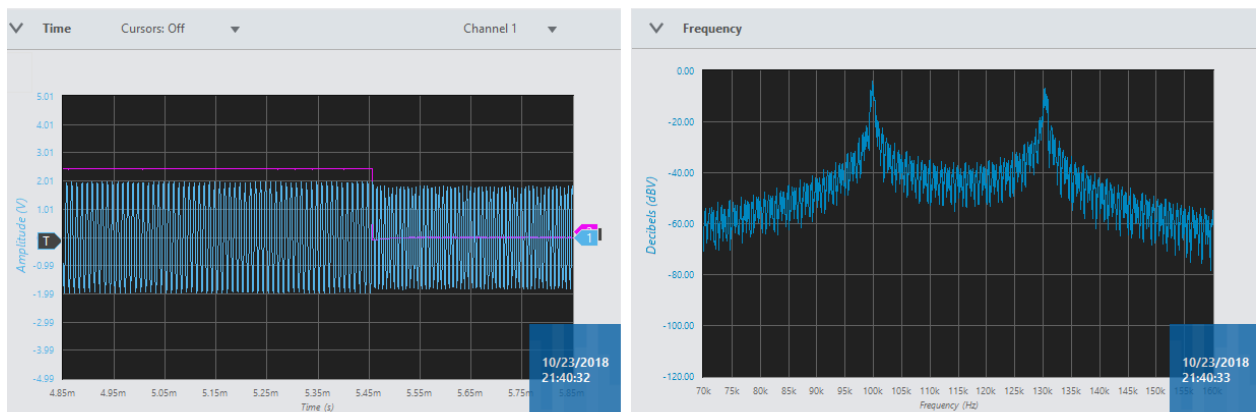 Time Cursors: Off Channel 1
Amplitude (V)
5.01
4.01
3.01
2.01
1.01
T
-0.99
-1.99
-2.99
-3.99
-4.99
1
4.85m 4.95m 5.05m 5.15m 5.25m 5.35m 5.45m 5.55m 5.65m 5.75m 5.85m
Time (s)
10/23/2018
21:40:32
Frequency
Decibels (dBV)
0.00
-20.00
-40.00
-60.00
-80.00
-100.00
-120.00
70k 75k 80k 85k 90k 95k 100k 105k 110k 115k 120k 125k 130k 135k 140k 145k 150k 155k 160k
Frequency (Hz)
10/23/2018
21:40:33